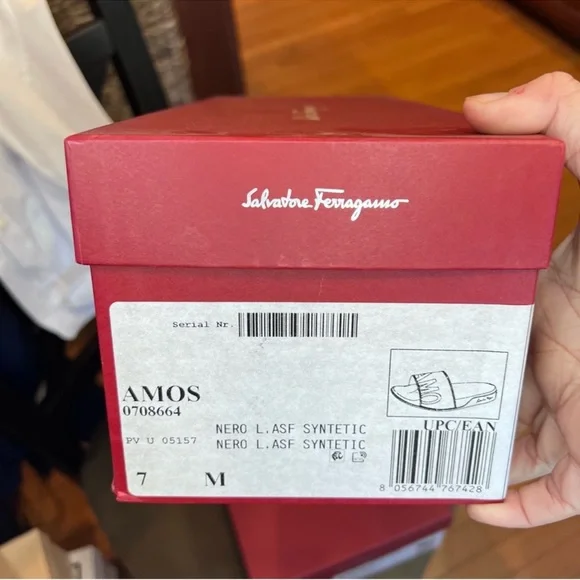 Salvatore Ferragamo
Serial Nr.
AMOS
0708664
UPC/EAN
NERO L.ASF SYNTETIC
PV U 05157 NERO L.ASF SYNTETIC
7 M
8 056744 767428